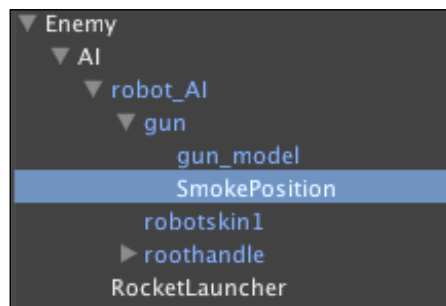 Enemy
AI
robot_AI
gun
gun_model
SmokePosition
robotskin1
roothandle
RocketLauncher